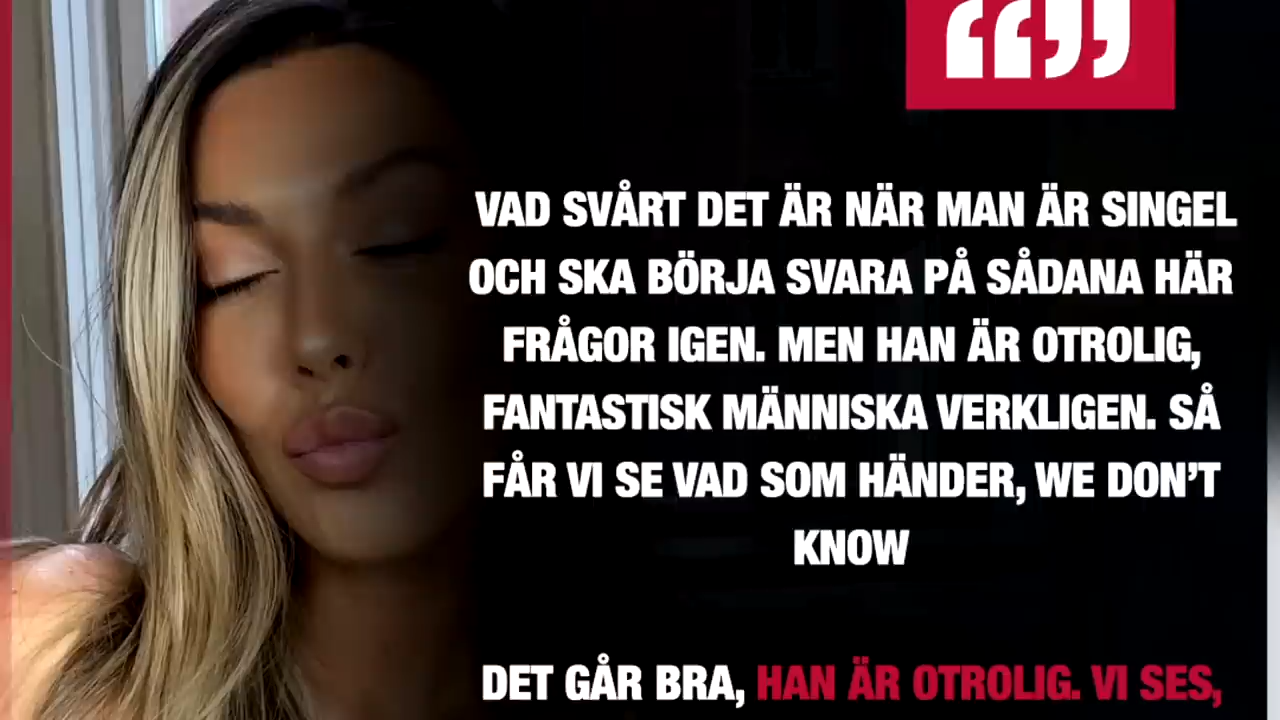 VAD SVÅRT DET ÄR NÄR MAN ÄR SINGEL
OCH SKA BÖRJA SVARA PÅ SÅDANA HÄR
FRÅGOR IGEN. MEN HAN ÄR OTROLIG,
FANTASTISK MÄNNISKA VERKLIGEN. SÅ
FÅR VI SE VAD SOM HÄNDER, WE DON’T
KNOW
DET GÅR BRA, HAN ÄR OTROLIG. VI SES,